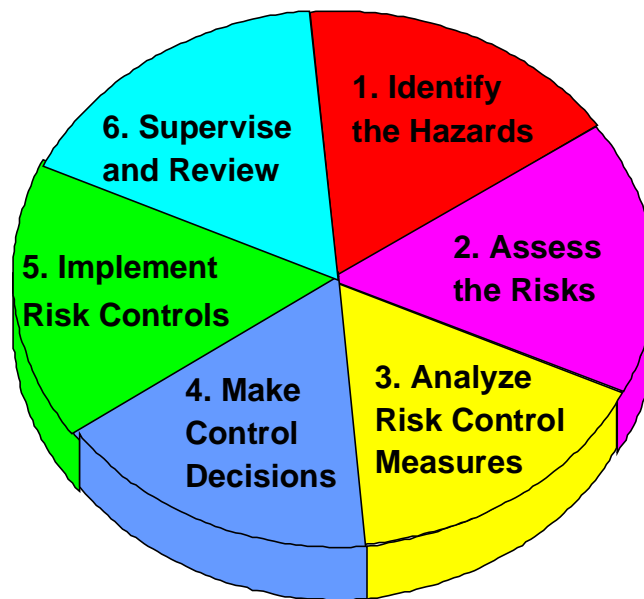 1. Identify
the Hazards
2. Assess
the Risks
3. Analyze
Risk Control
Measures
4. Make
Control
Decisions
5. Implement
Risk Controls
6. Supervise
and Review